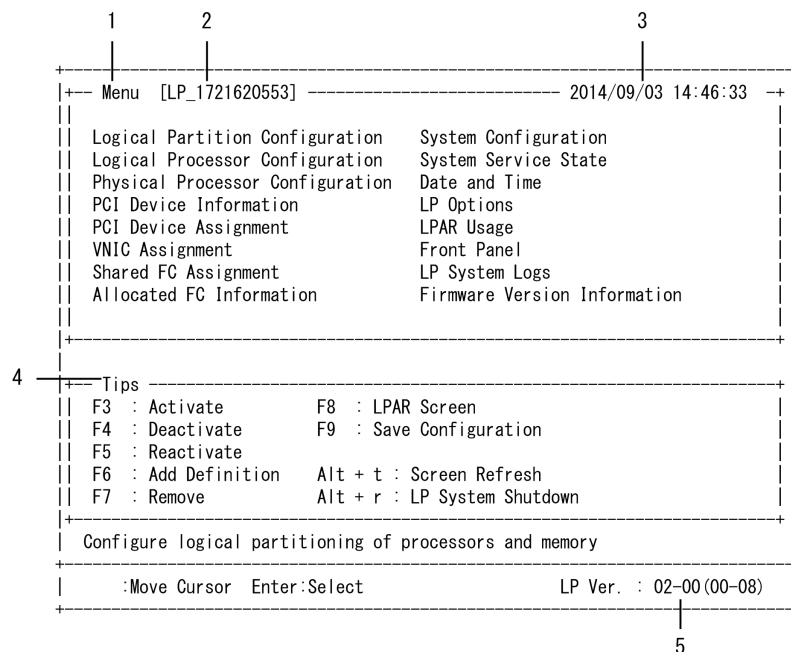 1 2 3
Menu [LP_1721620553] 2014/09/03 14:46:33
Logical Partition Configuration System Configuration
Logical Processor Configuration System Service State
Physical Processor Configuration Date and Time
PCI Device Information LP Options
PCI Device Assignment LPAR Usage
VNIC Assignment Front Panel
Shared FC Assignment LP System Logs
Allocated FC Information Firmware Version Information
4 Tips
F3 : Activate F8 : LPAR Screen
F4 : Deactivate F9 : Save Configuration
F5 : Reactivate
F6 : Add Definition Alt + t : Screen Refresh
F7 : Remove Alt + r : LP System Shutdown
Configure logical partitioning of processors and memory
:Move Cursor Enter:Select LP Ver. : 02-00(00-08)
5